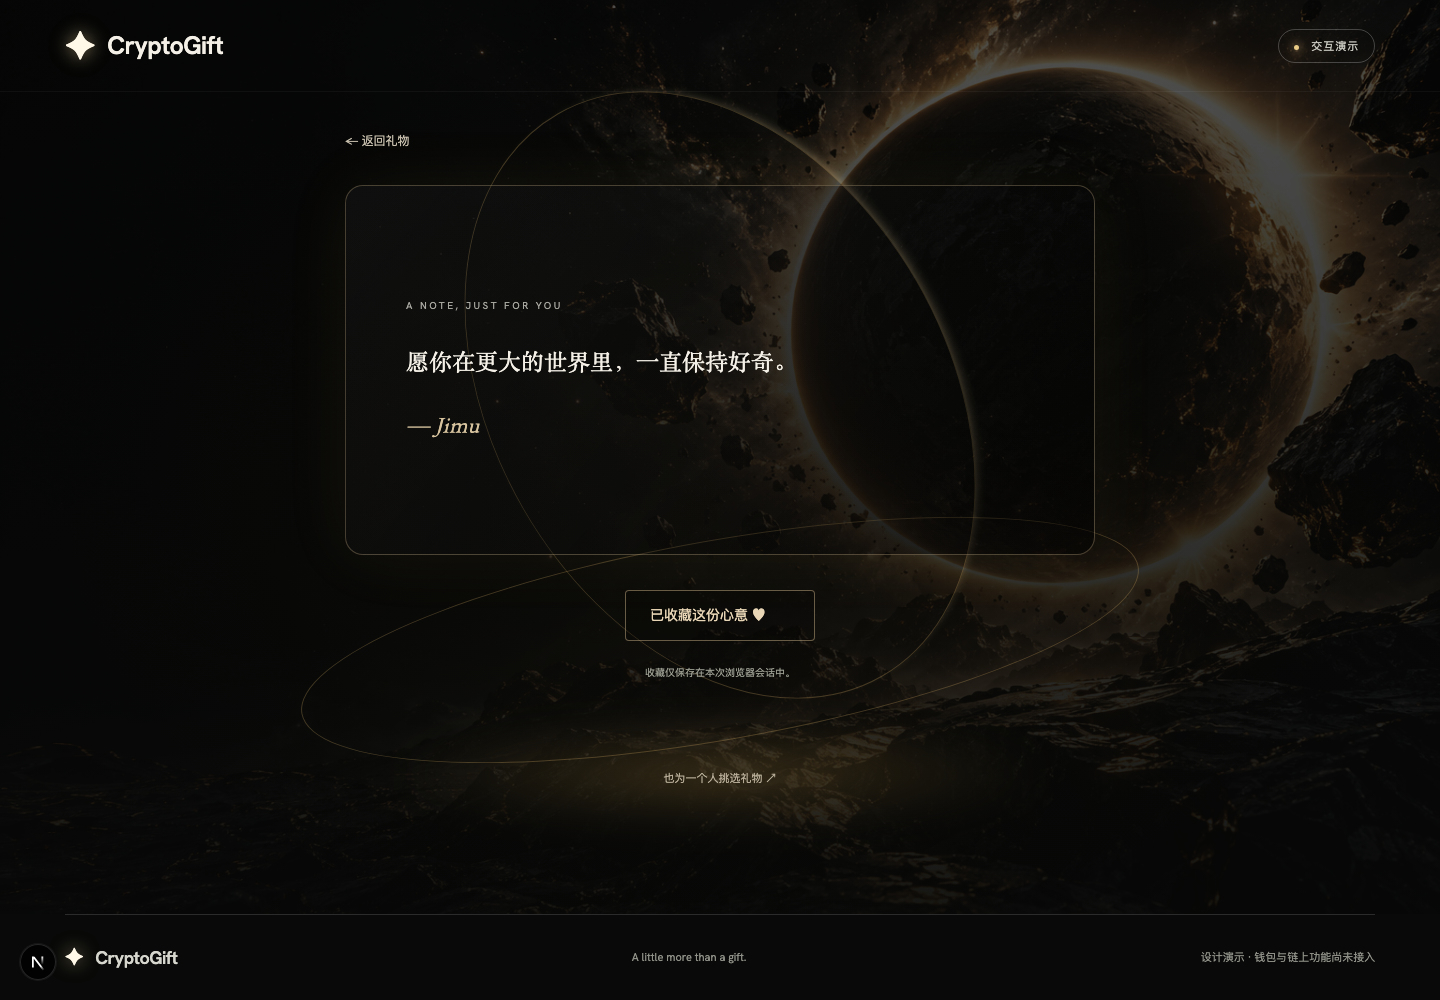 CryptoGift
交互演示
← 返回礼物
A NOTE, JUST FOR YOU
愿你在更大的世界里，一直保持好奇。
— Jimu
已收藏这份心意 ♥
收藏仅保存在本次浏览器会话中。
也为一个人挑选礼物 ↗
N
CryptoGift
A little more than a gift.
设计演示 · 钱包与链上功能尚未接入